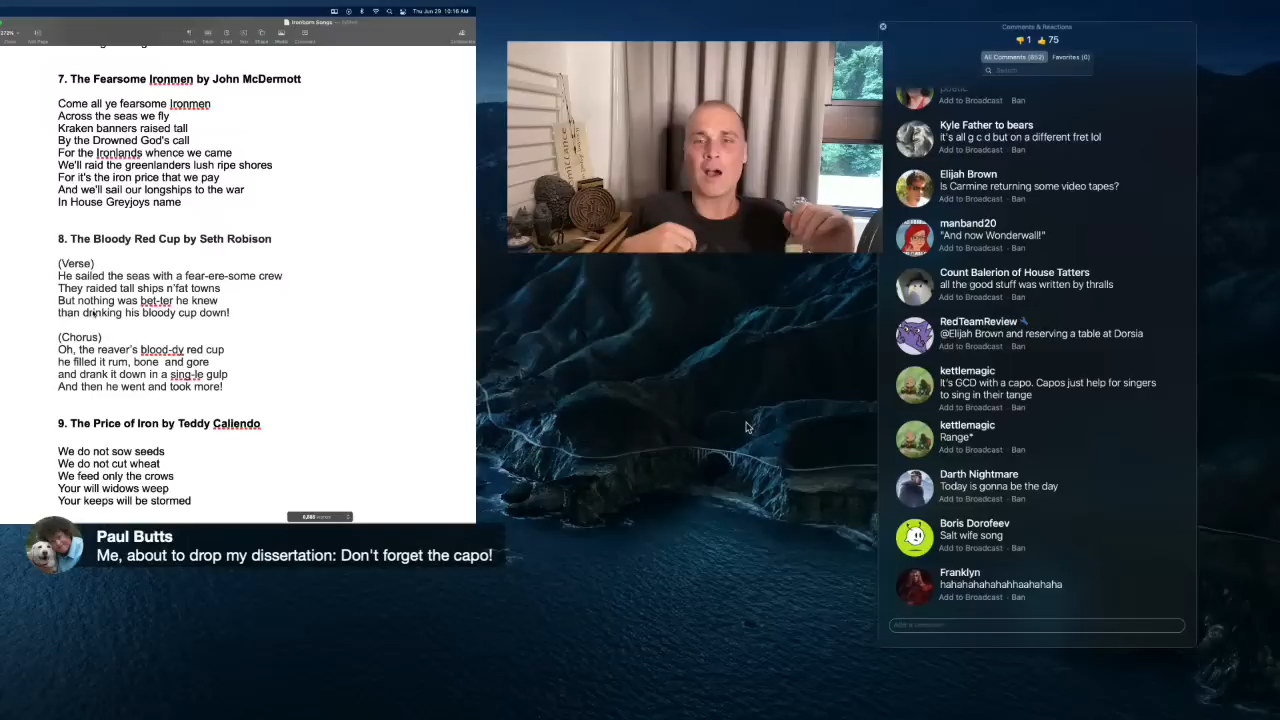 Thu Jun 29 10:16 AM
Ironborn Songs
7. The Fearsome Ironmen by John McDermott
Come all ye fearsome Ironmen
Across the seas we fly
Kraken banners raised tall
By the Drowned God's call
For the Ironlands whence we came
We'll raid the greenlanders lush ripe shores
For it's the iron price that we pay
And we'll sail our longships to the war
In House Greyjoys name
8. The Bloody Red Cup by Seth Robison
(Verse)
He sailed the seas with a fear-ere-some crew
They raided tall ships n'fat towns
But nothing was bet-ter he knew
than drinking his bloody cup down!
(Chorus)
Oh, the reaver's blood-dy red cup
he filled it rum, bone and gore
and drank it down in a sing-le gulp
And then he went and took more!
9. The Price of Iron by Teddy Caliendo
We do not sow seeds
We do not cut wheat
We feed only the crows
Your will widows weep
Your keeps will be stormed
Paul Butts
Me, about to drop my dissertation: Don't forget the capo!
Comments & Reactions
1 75
All Comments (852) Favorites (0)
Search
Add to Broadcast · Ban
Kyle Father to bears
it's all g c d but on a different fret lol
Add to Broadcast · Ban
Elijah Brown
Is Carmine returning some video tapes?
Add to Broadcast · Ban
manband20
"And now Wonderwall!"
Add to Broadcast · Ban
Count Balerion of House Tatters
all the good stuff was written by thralls
Add to Broadcast · Ban
RedTeamReview
@Elijah Brown and reserving a table at Dorsia
Add to Broadcast · Ban
kettlemagic
It's GCD with a capo. Capos just help for singers
to sing in their tange
Add to Broadcast · Ban
kettlemagic
Range*
Add to Broadcast · Ban
Darth Nightmare
Today is gonna be the day
Add to Broadcast · Ban
Boris Dorofeev
Salt wife song
Add to Broadcast · Ban
Franklyn
hahahahahahahhaahahaha
Add to Broadcast · Ban
Add a comment